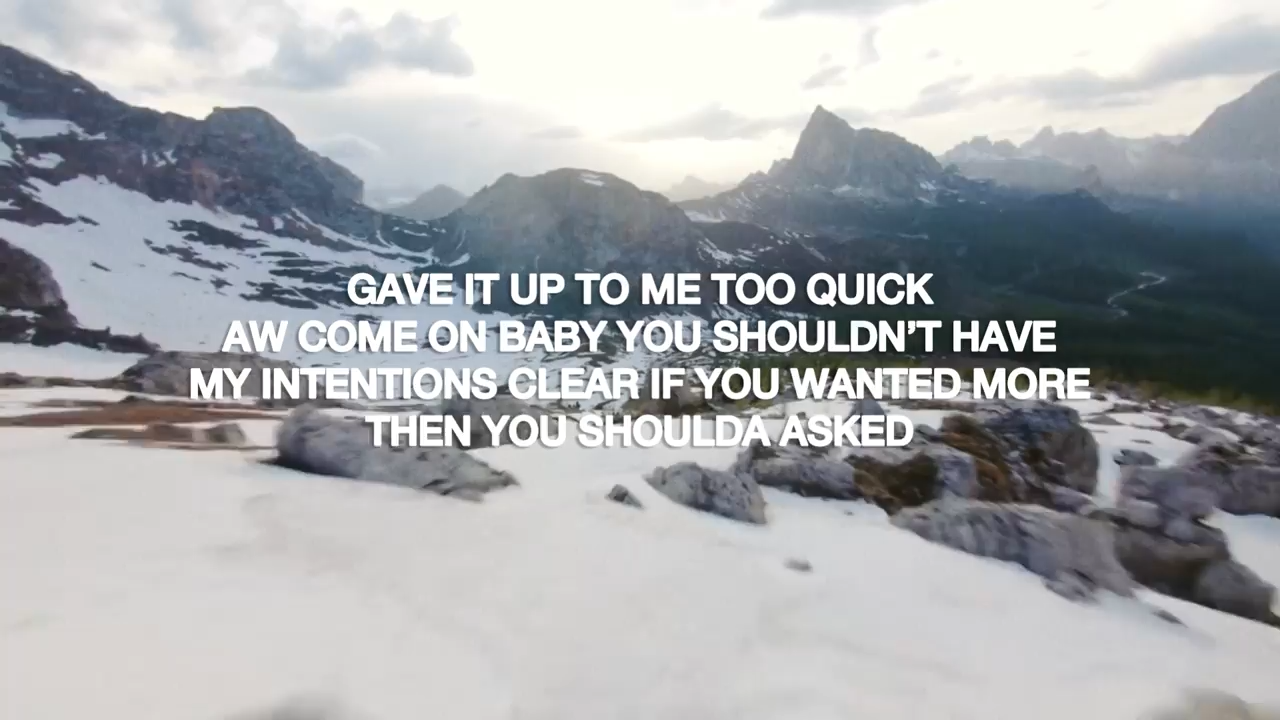 GAVE IT UP TO ME TOO QUICK
AW COME ON BABY YOU SHOULDN'T HAVE
MY INTENTIONS CLEAR IF YOU WANTED MORE
THEN YOU SHOULDA ASKED